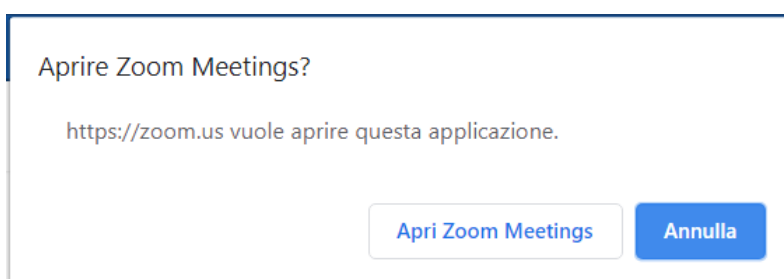 Aprire Zoom Meetings?
https://zoom.us vuole aprire questa applicazione.
Apri Zoom Meetings Annulla